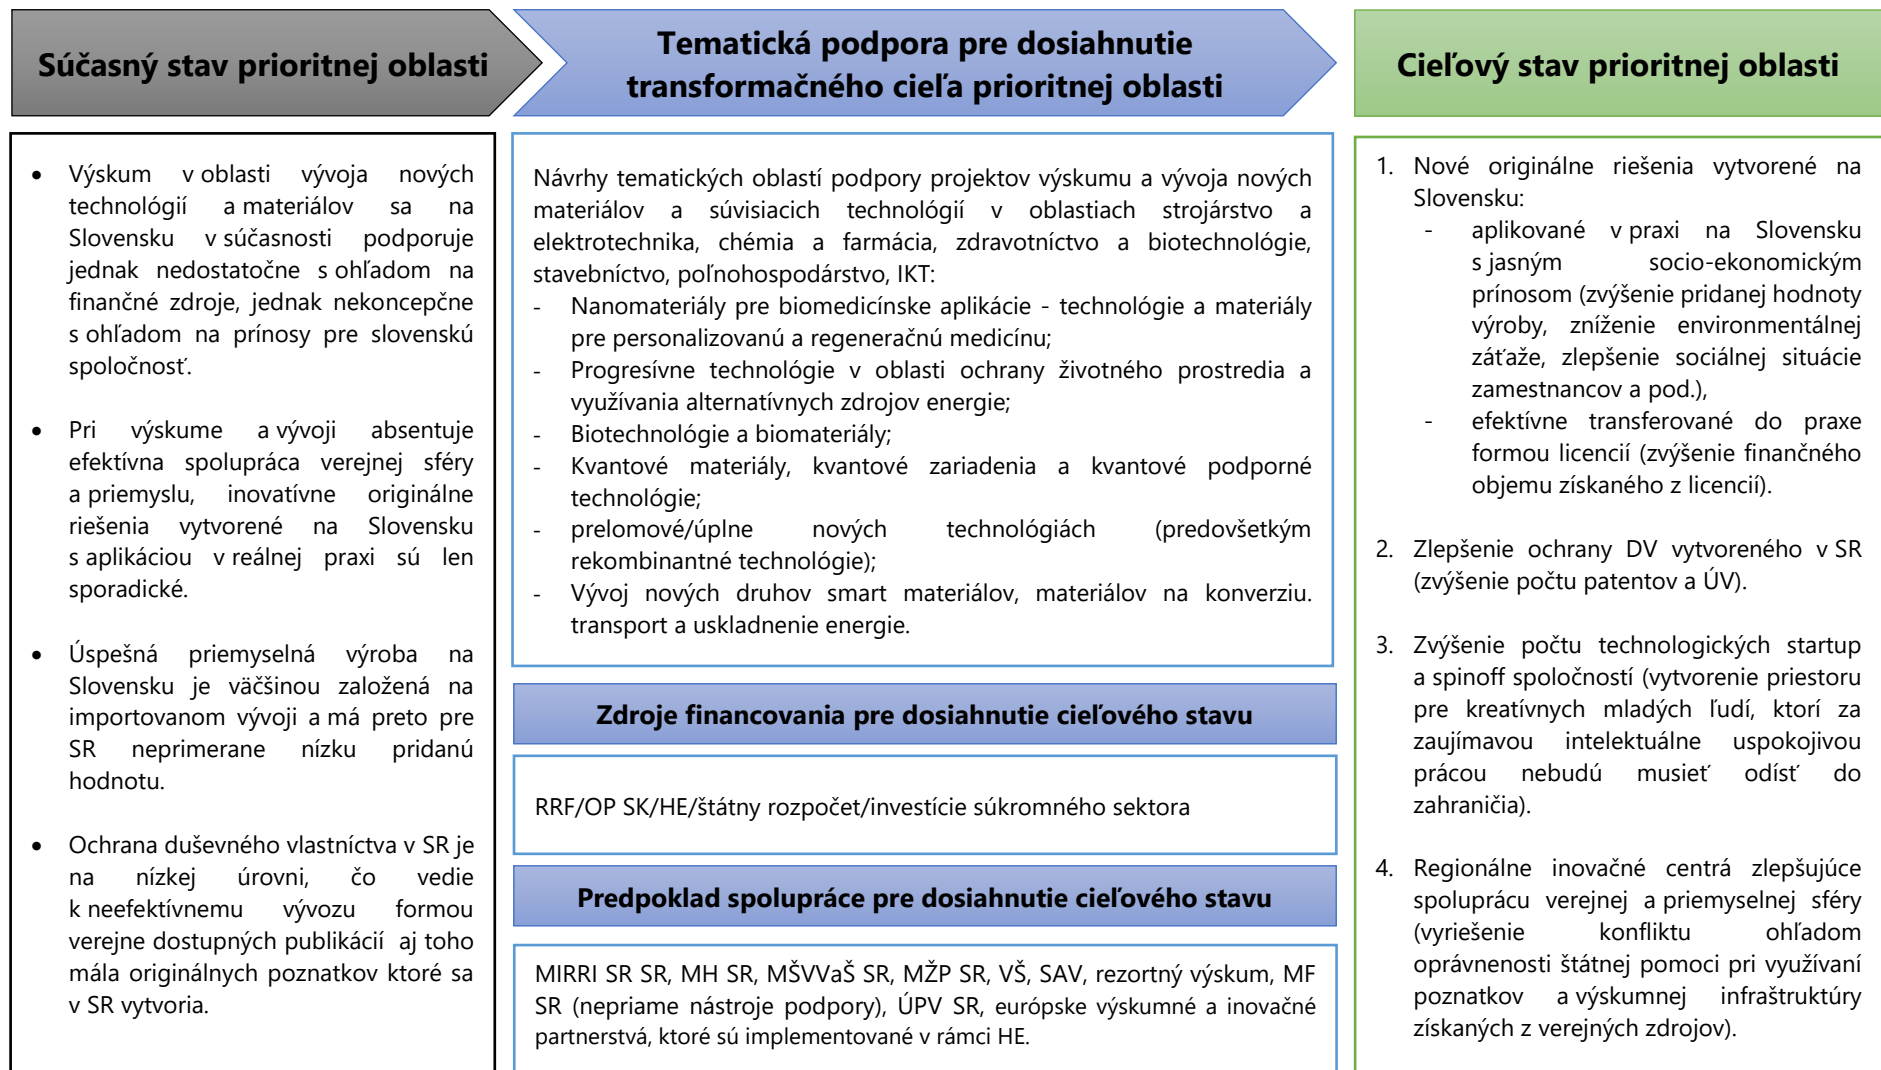 Súčasný stav prioritnej oblasti
Výskum v oblasti vývoja nových
technológií a materiálov sa na
Slovensku v súčasnosti podporuje
jednak nedostatočne s ohľadom na
finančné zdroje, jednak nekoncepčne
s ohľadom na prínosy pre slovenskú
spoločnosť.
Pri výskume a vývoji absentuje
efektívna spolupráca verejnej sféry
a priemyslu, inovatívne originálne
riešenia vytvorené na Slovensku
s aplikáciou v reálnej praxi sú len
sporadické.
Úspešná priemyselná výroba na
Slovensku je väčšinou založená na
importovanom vývoji a má preto pre
SR neprimerane nízku pridanú
hodnotu.
Ochrana duševného vlastníctva v SR je
na nízkej úrovni, čo vedie
k neefektívnemu vývozu formou
verejne dostupných publikácií aj toho
mála originálnych poznatkov ktoré sa
v SR vytvoria.
Tematická podpora pre dosiahnutie
transformačného cieľa prioritnej oblasti
Návrhy tematických oblastí podpory projektov výskumu a vývoja nových
materiálov a súvisiacich technológií v oblastiach strojárstvo a
elektrotechnika, chémia a farmácia, zdravotníctvo a biotechnológie,
stavebníctvo, poľnohospodárstvo, IKT:
- Nanomateriály pre biomedicínske aplikácie - technológie a materiály
pre personalizovanú a regeneračnú medicínu;
- Progresívne technológie v oblasti ochrany životného prostredia a
využívania alternatívnych zdrojov energie;
- Biotechnológie a biomateriály;
- Kvantové materiály, kvantové zariadenia a kvantové podporné
technológie;
- prelomové/úplne nových technológiách (predovšetkým
rekombinantné technológie);
- Vývoj nových druhov smart materiálov, materiálov na konverziu.
transport a uskladnenie energie.
Zdroje financovania pre dosiahnutie cieľového stavu
RRF/OP SK/HE/štátny rozpočet/investície súkromného sektora
Predpoklad spolupráce pre dosiahnutie cieľového stavu
MIRRI SR SR, MH SR, MŠVVaŠ SR, MŽP SR, VŠ, SAV, rezortný výskum, MF
SR (nepriame nástroje podpory), ÚPV SR, európske výskumné a inovačné
partnerstvá, ktoré sú implementované v rámci HE.
Cieľový stav prioritnej oblasti
1. Nové originálne riešenia vytvorené na
Slovensku:
- aplikované v praxi na Slovensku
s jasným socio-ekonomickým
prínosom (zvýšenie pridanej hodnoty
výroby, zníženie environmentálnej
záťaže, zlepšenie sociálnej situácie
zamestnancov a pod.),
- efektívne transferované do praxe
formou licencií (zvýšenie finančného
objemu získaného z licencií).
2. Zlepšenie ochrany DV vytvoreného v SR
(zvýšenie počtu patentov a ÚV).
3. Zvýšenie počtu technologických startup
a spinoff spoločností (vytvorenie priestoru
pre kreatívnych mladých ľudí, ktorí za
zaujímavou intelektuálne uspokojivou
prácou nebudú musieť odísť do
zahraničia).
4. Regionálne inovačné centrá zlepšujúce
spoluprácu verejnej a priemyselnej sféry
(vyriešenie konfliktu ohľadom
oprávnenosti štátnej pomoci pri využívaní
poznatkov a výskumnej infraštruktúry
získaných z verejných zdrojov).